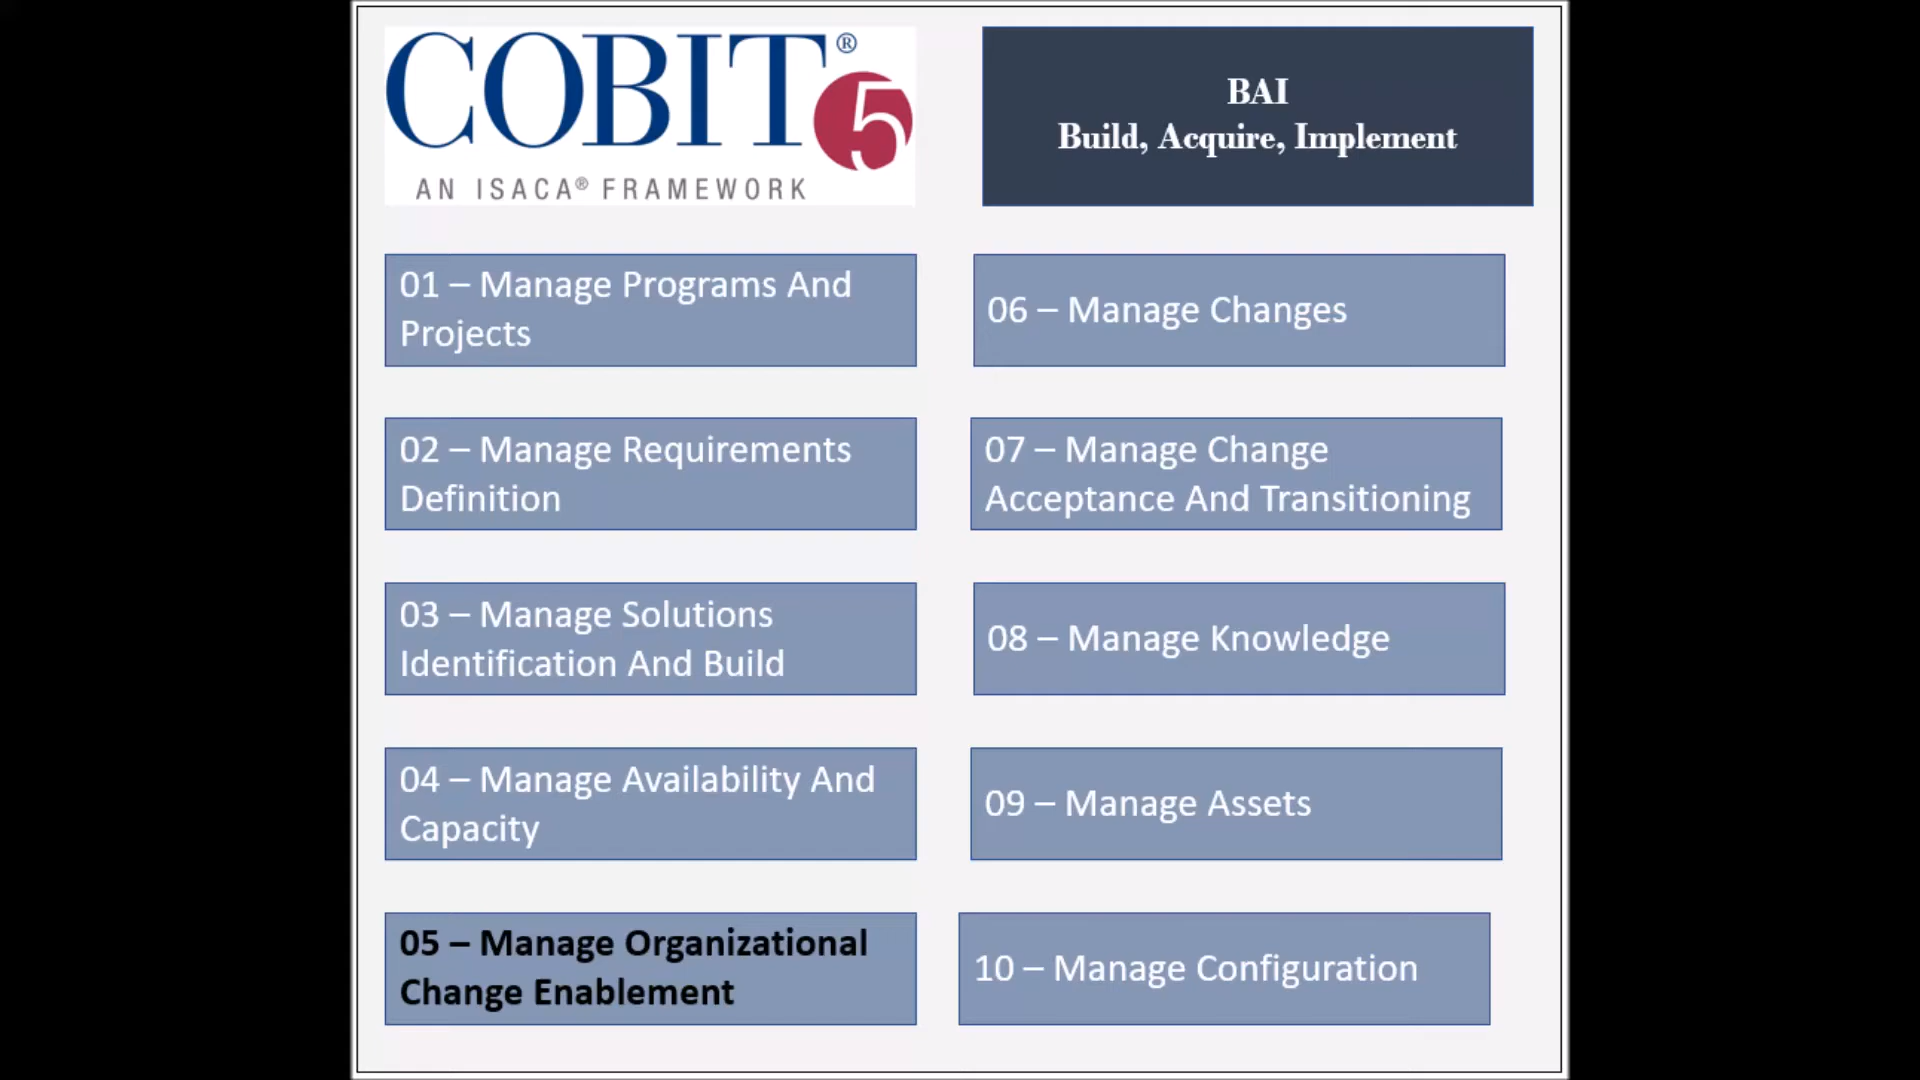 COBIT® 5
AN ISACA® FRAMEWORK
BAI
Build, Acquire, Implement
01 – Manage Programs And
Projects
02 – Manage Requirements
Definition
03 – Manage Solutions
Identification And Build
04 – Manage Availability And
Capacity
05 – Manage Organizational
Change Enablement
06 – Manage Changes
07 – Manage Change
Acceptance And Transitioning
08 – Manage Knowledge
09 – Manage Assets
10 – Manage Configuration